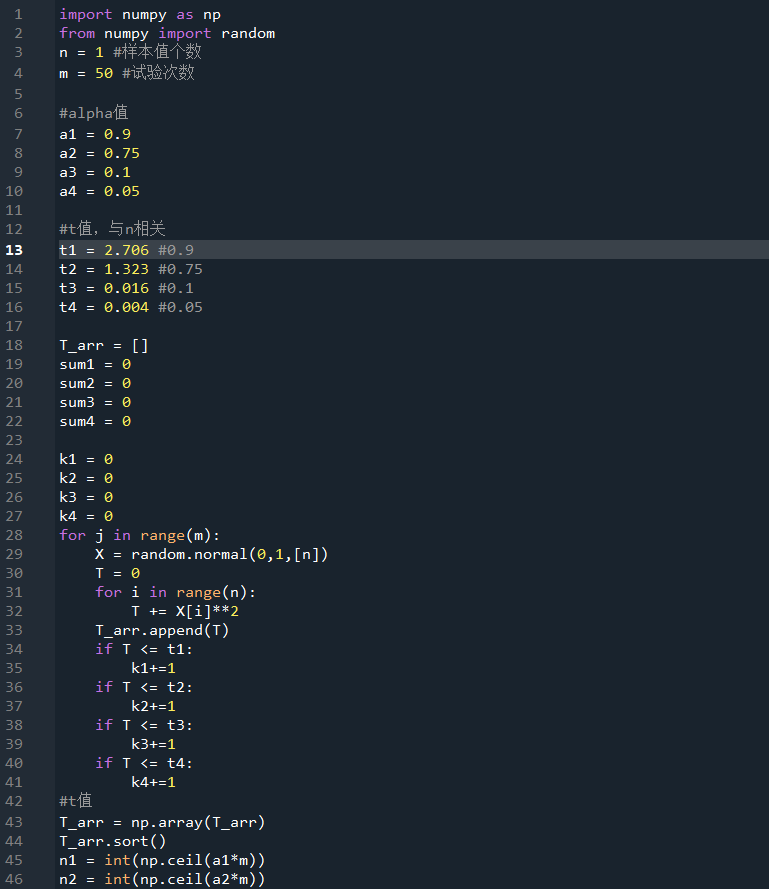 1 import numpy as np
2 from numpy import random
3 n = 1 #样本值个数
4 m = 50 #试验次数
5
6 #alpha值
7 a1 = 0.9
8 a2 = 0.75
9 a3 = 0.1
10 a4 = 0.05
11
12 #t值，与n相关
13 t1 = 2.706 #0.9
14 t2 = 1.323 #0.75
15 t3 = 0.016 #0.1
16 t4 = 0.004 #0.05
17
18 T_arr = []
19 sum1 = 0
20 sum2 = 0
21 sum3 = 0
22 sum4 = 0
23
24 k1 = 0
25 k2 = 0
26 k3 = 0
27 k4 = 0
28 for j in range(m):
29     X = random.normal(0,1,[n])
30     T = 0
31     for i in range(n):
32         T += X[i]**2
33     T_arr.append(T)
34     if T <= t1:
35         k1+=1
36     if T <= t2:
37         k2+=1
38     if T <= t3:
39         k3+=1
40     if T <= t4:
41         k4+=1
42 #t值
43 T_arr = np.array(T_arr)
44 T_arr.sort()
45 n1 = int(np.ceil(a1*m))
46 n2 = int(np.ceil(a2*m))